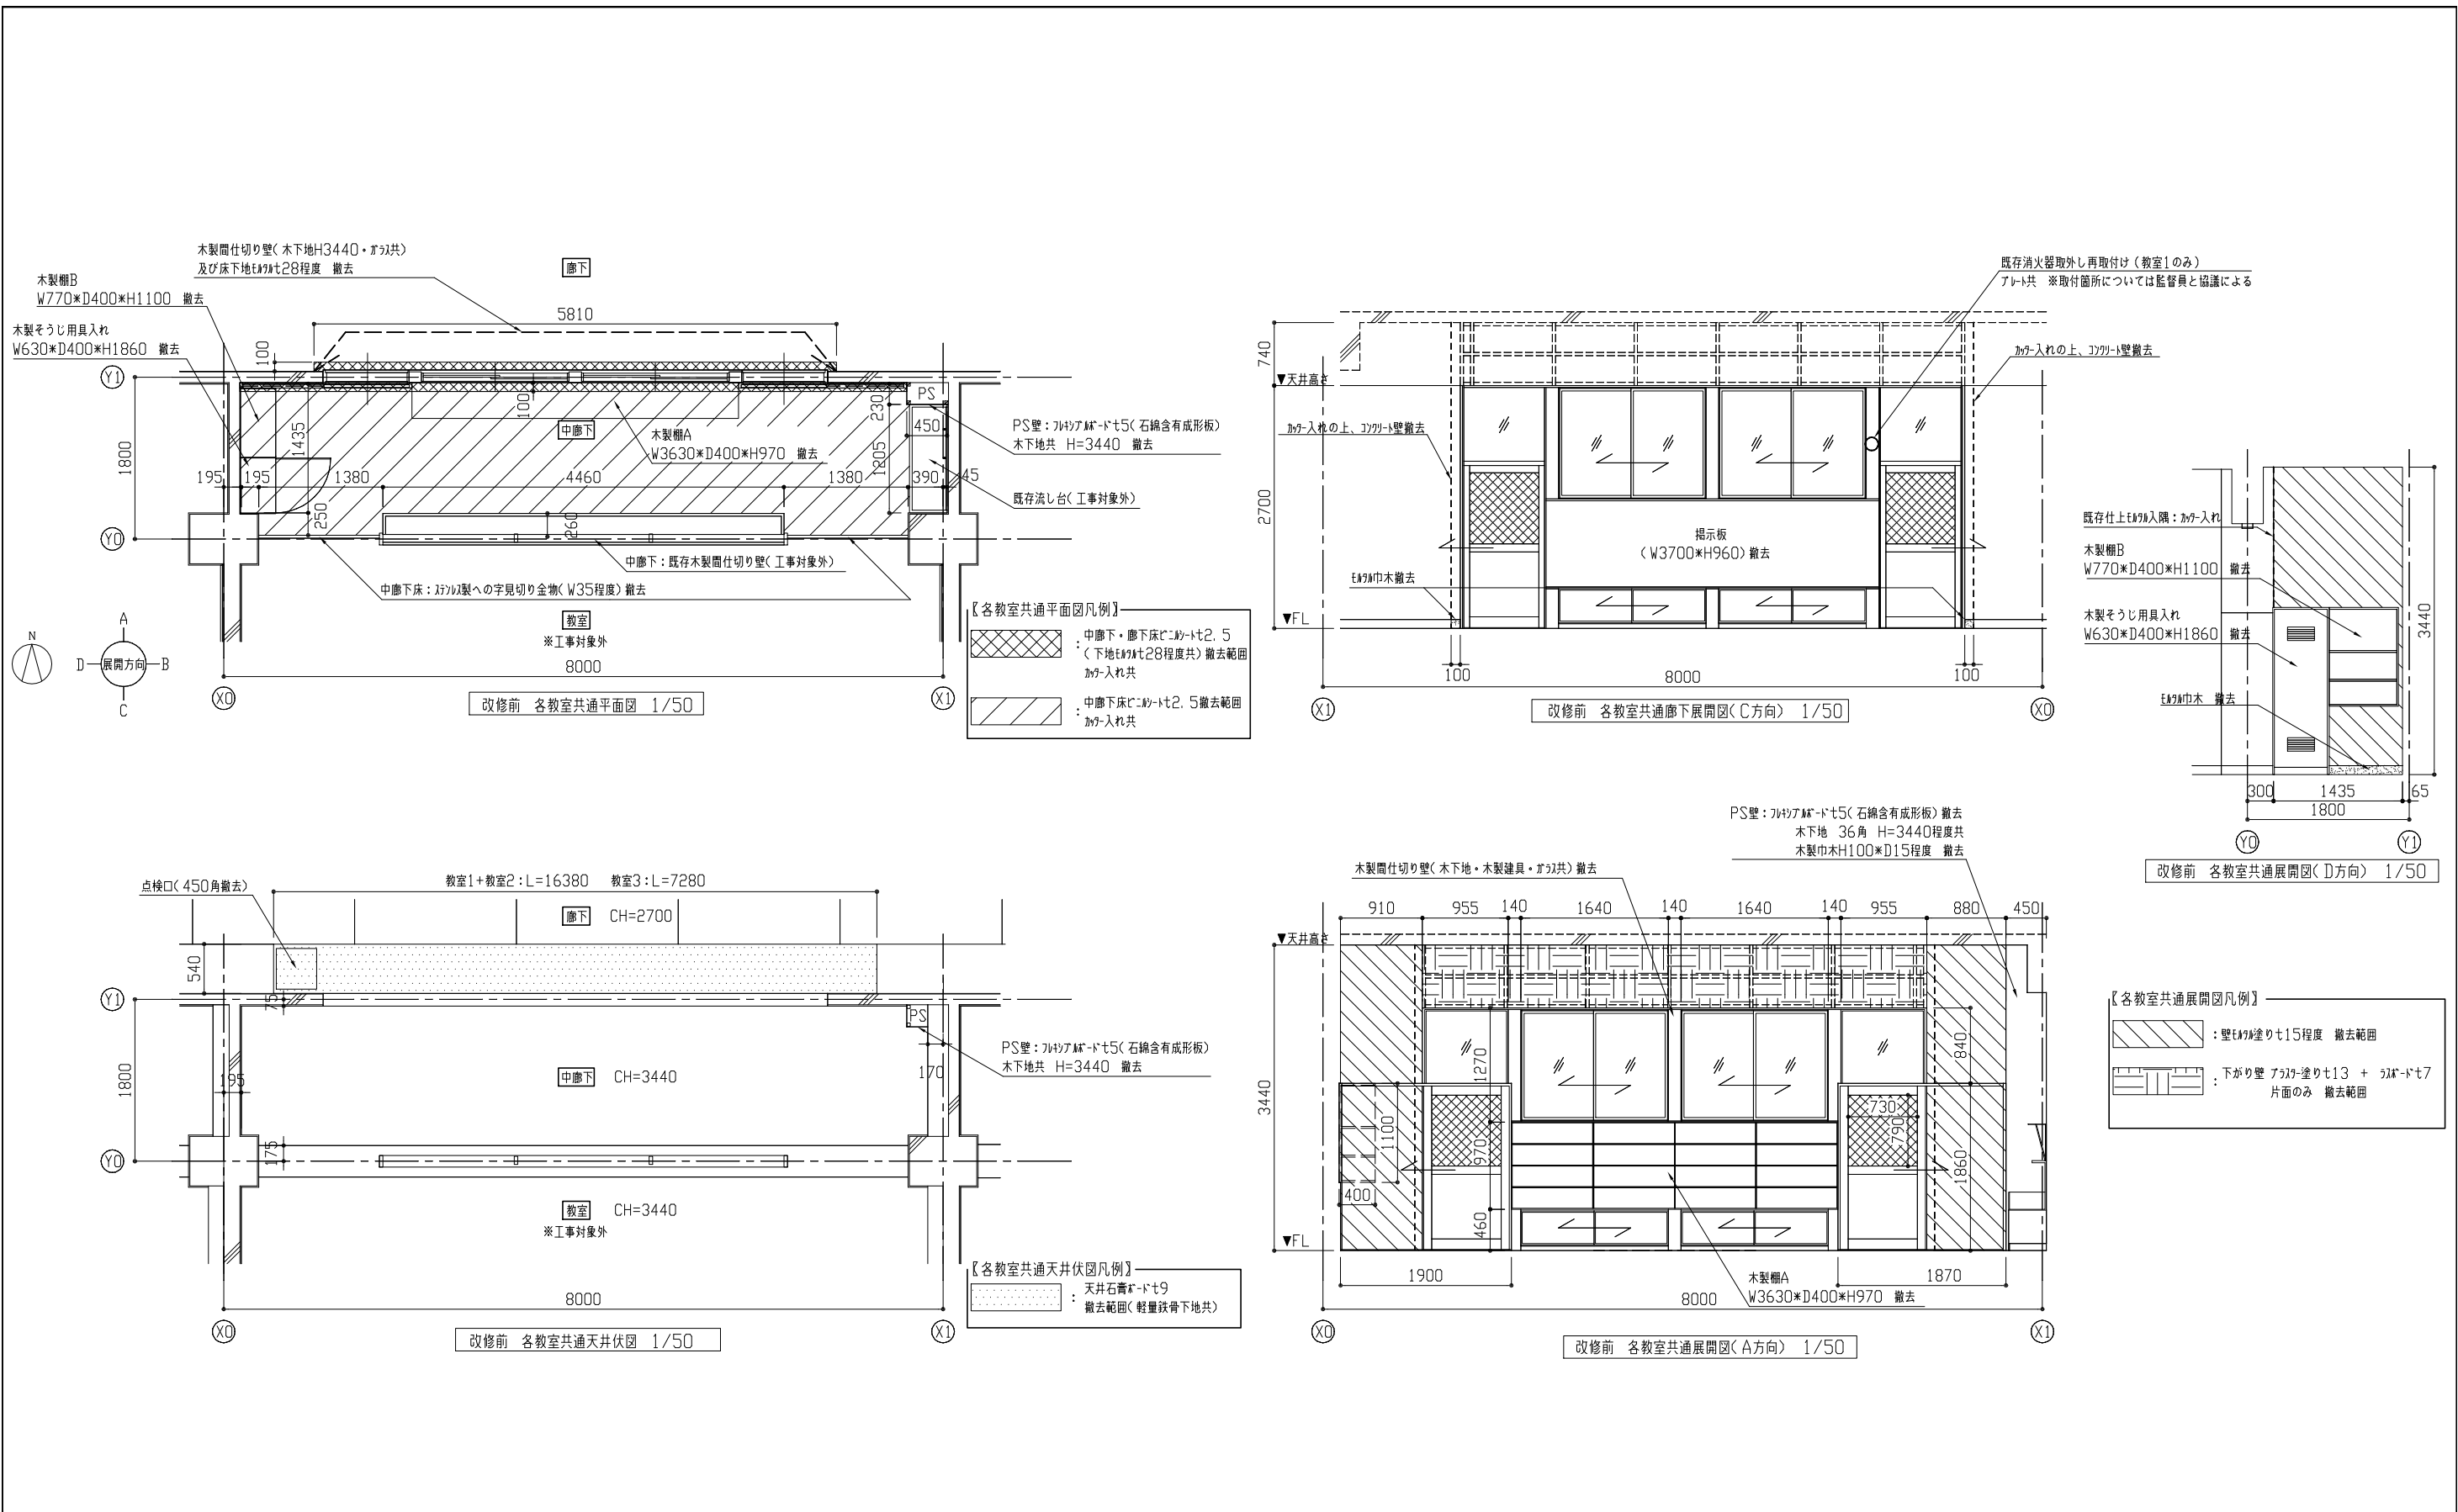 木製間仕切り壁(木下地H3440・ガラス共)
及び床下地モルタルt28程度 撤去
廊下
木製棚B
W770*D400*H1100 撤去
木製そうじ用具入れ
W630*D400*H1860 撤去
5810
100
Y1
PS
230
100
中廊下
450
1435
木製棚A
W3630*D400*H970 撤去
1205
PS壁:フレキシブルボードt5(石綿含有成形板)
木下地共 H=3440 撤去
1800
195
195
1380
4460
1380
390
45
既存流し台(工事対象外)
250
260
Y0
中廊下:既存木製間仕切り壁(工事対象外)
中廊下床:ステンレス製への字見切り金物(W35程度)撤去
教室
※工事対象外
8000
N
A
D
展開方向
B
C
X0
X1
改修前 各教室共通平面図 1/50
〖各教室共通平面図凡例〗
:中廊下・廊下床ビニルシートt2.5
(下地モルタルt28程度共)撤去範囲
カッター入れ共
:中廊下床ビニルシートt2.5撤去範囲
カッター入れ共
既存消火器取外し再取付け(教室1のみ)
プレート共 ※取付箇所については監督員と協議による
740
カッター入れの上、コンクリート壁撤去
▼天井高さ
カッター入れの上、コンクリート壁撤去
2700
掲示板
(W3700*H960)撤去
モルタル巾木撤去
▼FL
100
8000
100
X1
X0
改修前 各教室共通廊下展開図(C方向) 1/50
既存仕上モルタル入隅:カッター入れ
木製棚B
W770*D400*H1100 撤去
3440
木製そうじ用具入れ
W630*D400*H1860 撤去
モルタル巾木 撤去
300
1435
65
1800
Y0
Y1
改修前 各教室共通展開図(D方向) 1/50
点検口(450角撤去)
教室1+教室2:L=16380 教室3:L=7280
廊下 CH=2700
540
Y1
75
PS
PS壁:フレキシブルボードt5(石綿含有成形板)
木下地共 H=3440 撤去
1800
195
中廊下 CH=3440
170
175
Y0
教室 CH=3440
※工事対象外
8000
X0
X1
改修前 各教室共通天井伏図 1/50
〖各教室共通天井伏図凡例〗
:天井石膏ボードt9
撤去範囲(軽量鉄骨下地共)
PS壁:フレキシブルボードt5(石綿含有成形板)撤去
木下地 36角 H=3440程度共
木製巾木H100*D15程度 撤去
木製間仕切り壁(木下地・木製建具・ガラス共)撤去
910
955
140
1640
140
1640
140
955
880
450
▼天井高さ
3440
1270
840
1100
970
730
790
1860
400
460
▼FL
1900
木製棚A
W3630*D400*H970 撤去
1870
8000
X0
X1
改修前 各教室共通展開図(A方向) 1/50
〖各教室共通展開図凡例〗
:壁モルタル塗りt15程度 撤去範囲
:下がり壁 プラスター塗りt13 + ラスボードt7
片面のみ 撤去範囲